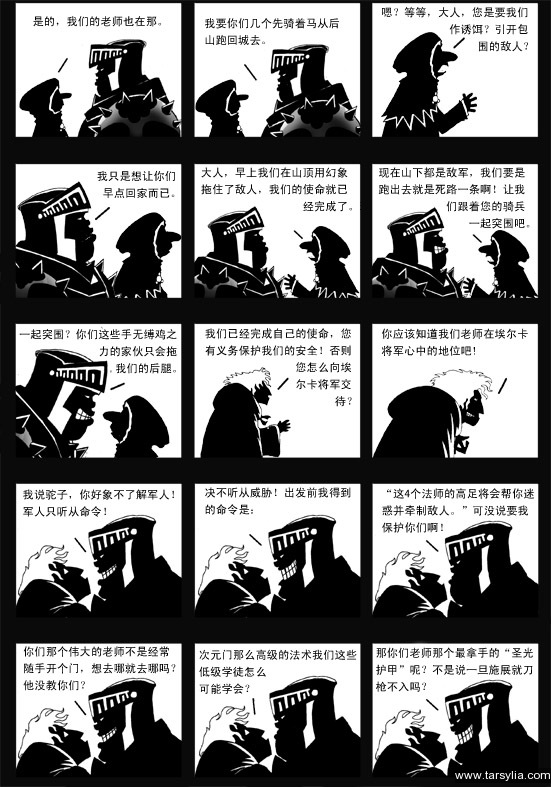 是的，我们的老师也在那。
我要你们几个先骑着马从后
山跑回城去。
嗯？等等，大人，您是要我们
作诱饵？引开包
围的敌人？
我只是想让你们
早点回家而已。
大人，早上我们在山顶用幻象
拖住了敌人，我们的使命就已
经完成了。
现在山下都是敌军，我们要是
跑出去就是死路一条啊！让我
们跟着您的骑兵
一起突围吧。
一起突围？你们这些手无缚鸡之
力的家伙只会拖
我们的后腿。
我们已经完成自己的使命，您
有义务保护我们的安全！否则
您怎么向埃
尔卡将军交
待？
你应该知道我们老师在埃尔卡
将军心中的地位吧！
我说驼子，你好象不了解军人！
军人只听从命令！
决不听从威胁！出发前我得到
的命令是：
“这4个法师的高足将会帮你迷
惑并牵制敌人。”可没说要我
保护你们啊！
你们那个伟大的老师不是经常
随手开个门，想去哪就去哪吗？
他没教你们？
次元门那么高级的法术我们这些
低级学徒怎么
可能学会？
那你们老师那个最拿手的“圣光
护甲”呢？不是说一旦施展就刀
枪不入吗？
www.tarsylia.com